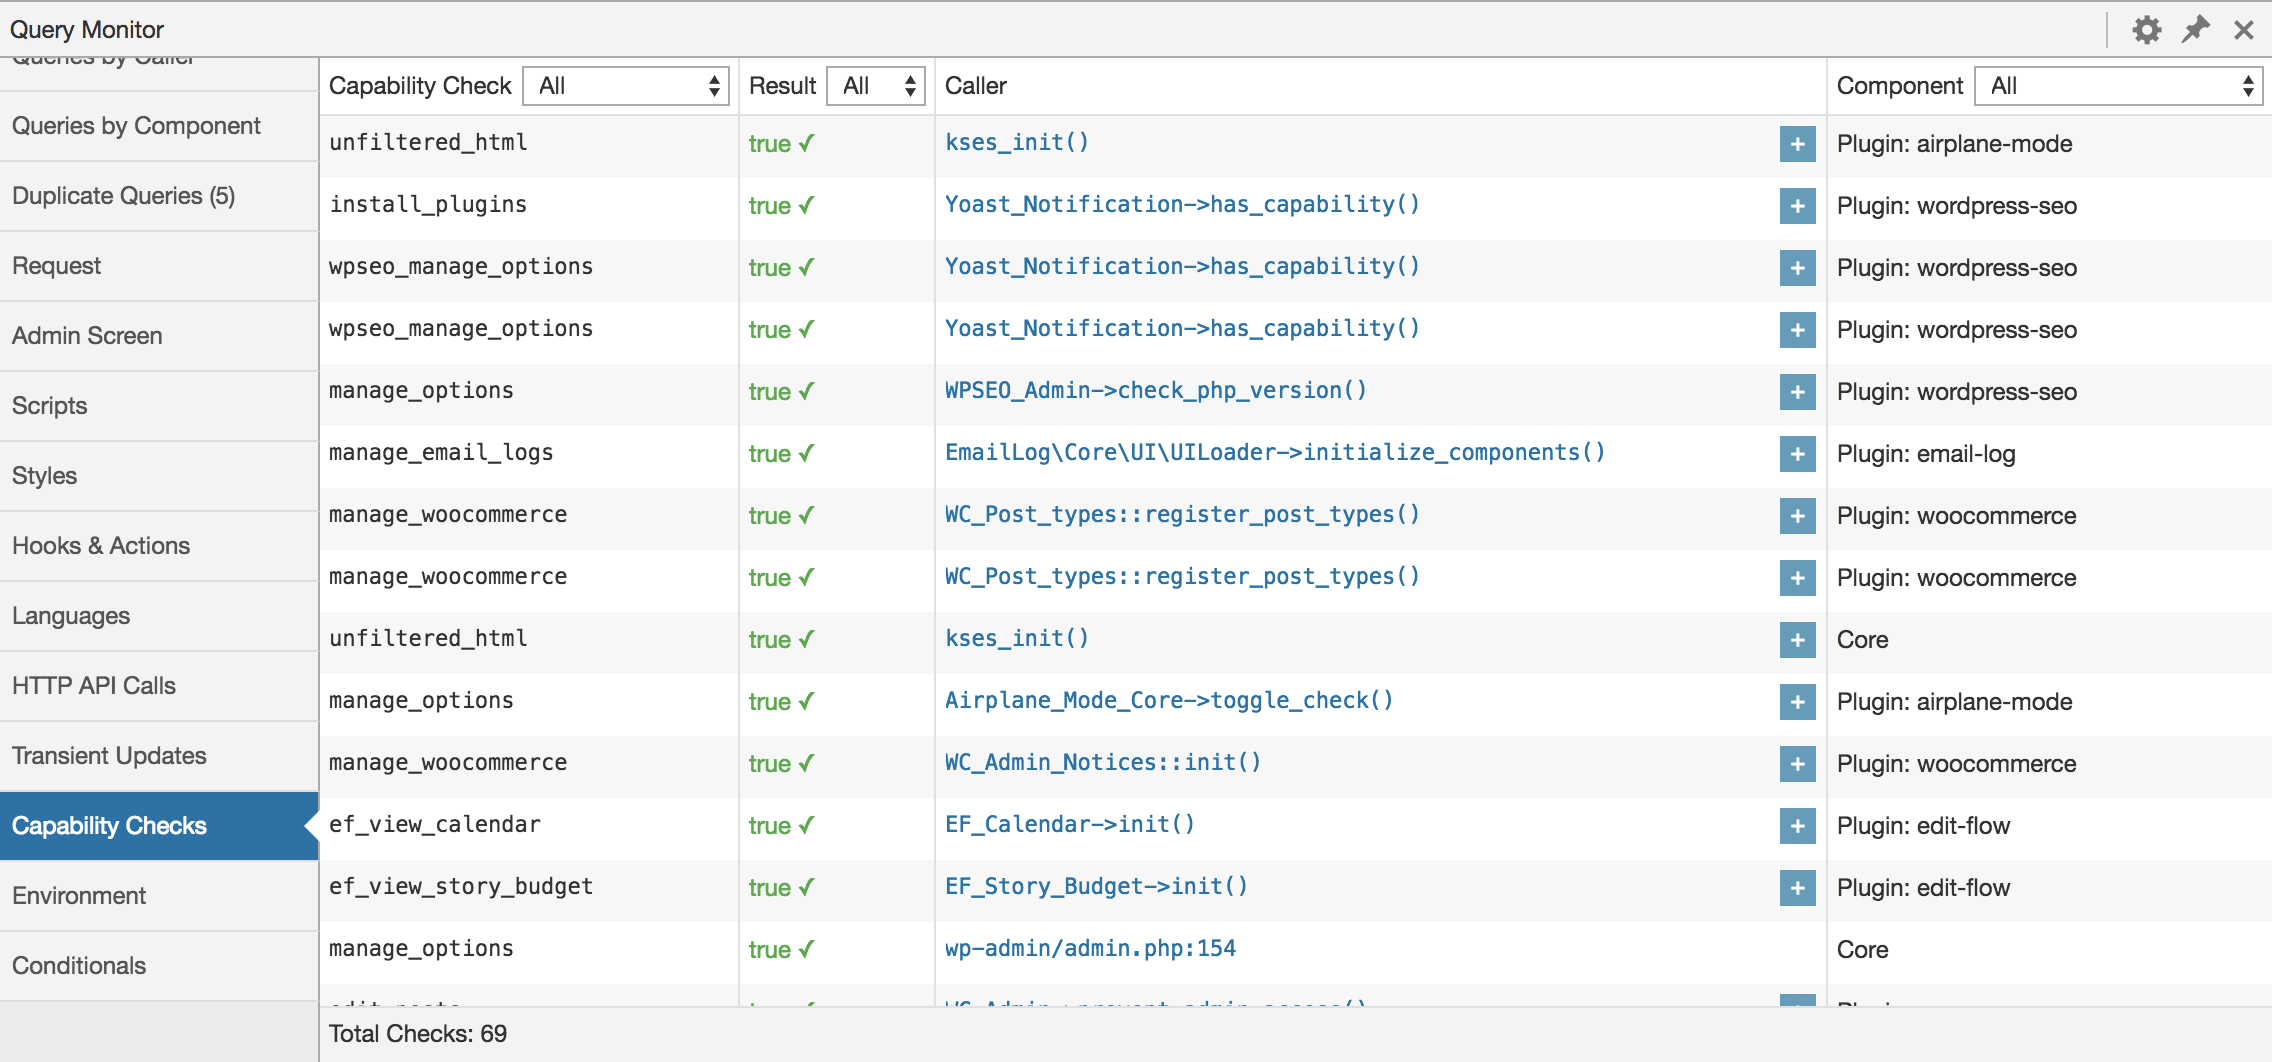 Query Monitor
Queries by Caller
Queries by Component
Duplicate Queries (5)
Request
Admin Screen
Scripts
Styles
Hooks & Actions
Languages
HTTP API Calls
Transient Updates
Capability Checks
Environment
Conditionals
Capability Check All Result All Caller Component All
unfiltered_html true ✓ kses_init() + Plugin: airplane-mode
install_plugins true ✓ Yoast_Notification->has_capability() + Plugin: wordpress-seo
wpseo_manage_options true ✓ Yoast_Notification->has_capability() + Plugin: wordpress-seo
wpseo_manage_options true ✓ Yoast_Notification->has_capability() + Plugin: wordpress-seo
manage_options true ✓ WPSEO_Admin->check_php_version() + Plugin: wordpress-seo
manage_email_logs true ✓ EmailLog\Core\UI\UILoader->initialize_components() + Plugin: email-log
manage_woocommerce true ✓ WC_Post_types::register_post_types() + Plugin: woocommerce
manage_woocommerce true ✓ WC_Post_types::register_post_types() + Plugin: woocommerce
unfiltered_html true ✓ kses_init() + Core
manage_options true ✓ Airplane_Mode_Core->toggle_check() + Plugin: airplane-mode
manage_woocommerce true ✓ WC_Admin_Notices::init() + Plugin: woocommerce
ef_view_calendar true ✓ EF_Calendar->init() + Plugin: edit-flow
ef_view_story_budget true ✓ EF_Story_Budget->init() + Plugin: edit-flow
manage_options true ✓ wp-admin/admin.php:154 Core
edit_posts WC_Admin->prevent_admin_access()
Total Checks: 69